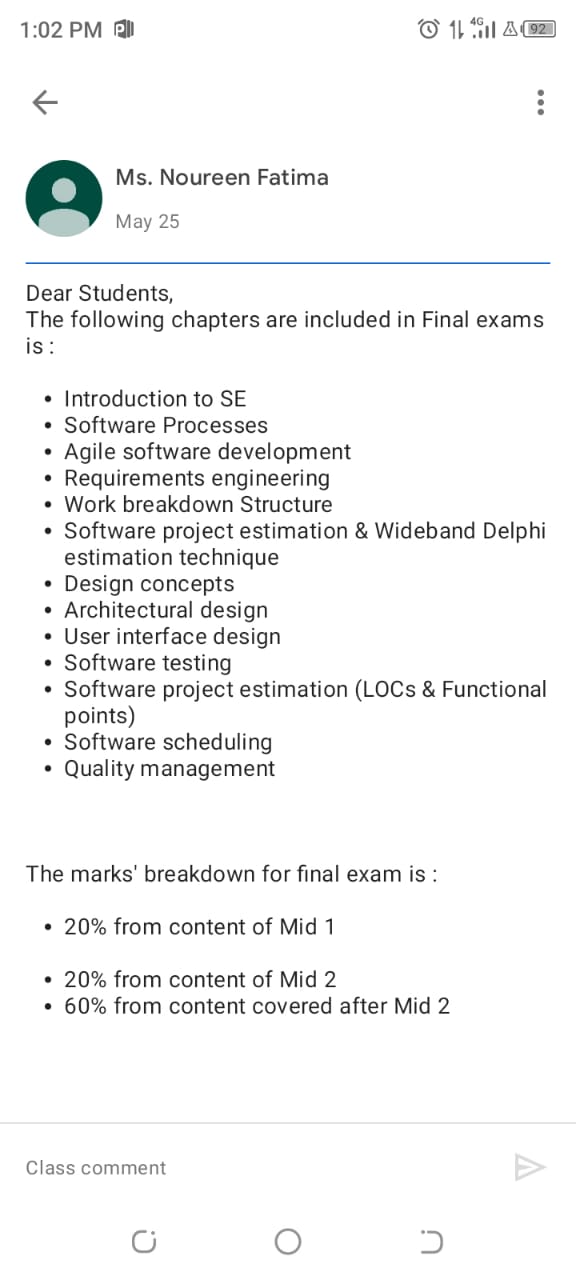 1:02 PM
4G
92
Ms. Noureen Fatima
May 25
Dear Students,
The following chapters are included in Final exams
is :
• Introduction to SE
• Software Processes
• Agile software development
• Requirements engineering
• Work breakdown Structure
• Software project estimation & Wideband Delphi
estimation technique
• Design concepts
• Architectural design
• User interface design
• Software testing
• Software project estimation (LOCs & Functional
points)
• Software scheduling
• Quality management
The marks' breakdown for final exam is :
• 20% from content of Mid 1
• 20% from content of Mid 2
• 60% from content covered after Mid 2
Class comment